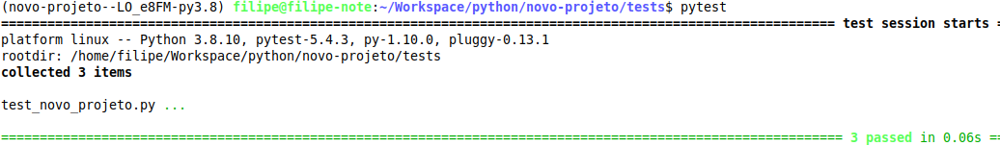 (novo-projeto--LO_e8FM-py3.8) filipe@filipe-note:~/Workspace/python/novo-projeto/tests$ pytest
======================================================================================================== test session starts =
platform linux -- Python 3.8.10, pytest-5.4.3, py-1.10.0, pluggy-0.13.1
rootdir: /home/filipe/Workspace/python/novo-projeto/tests
collected 3 items
test_novo_projeto.py ...
========================================================================================================= 3 passed in 0.06s ==